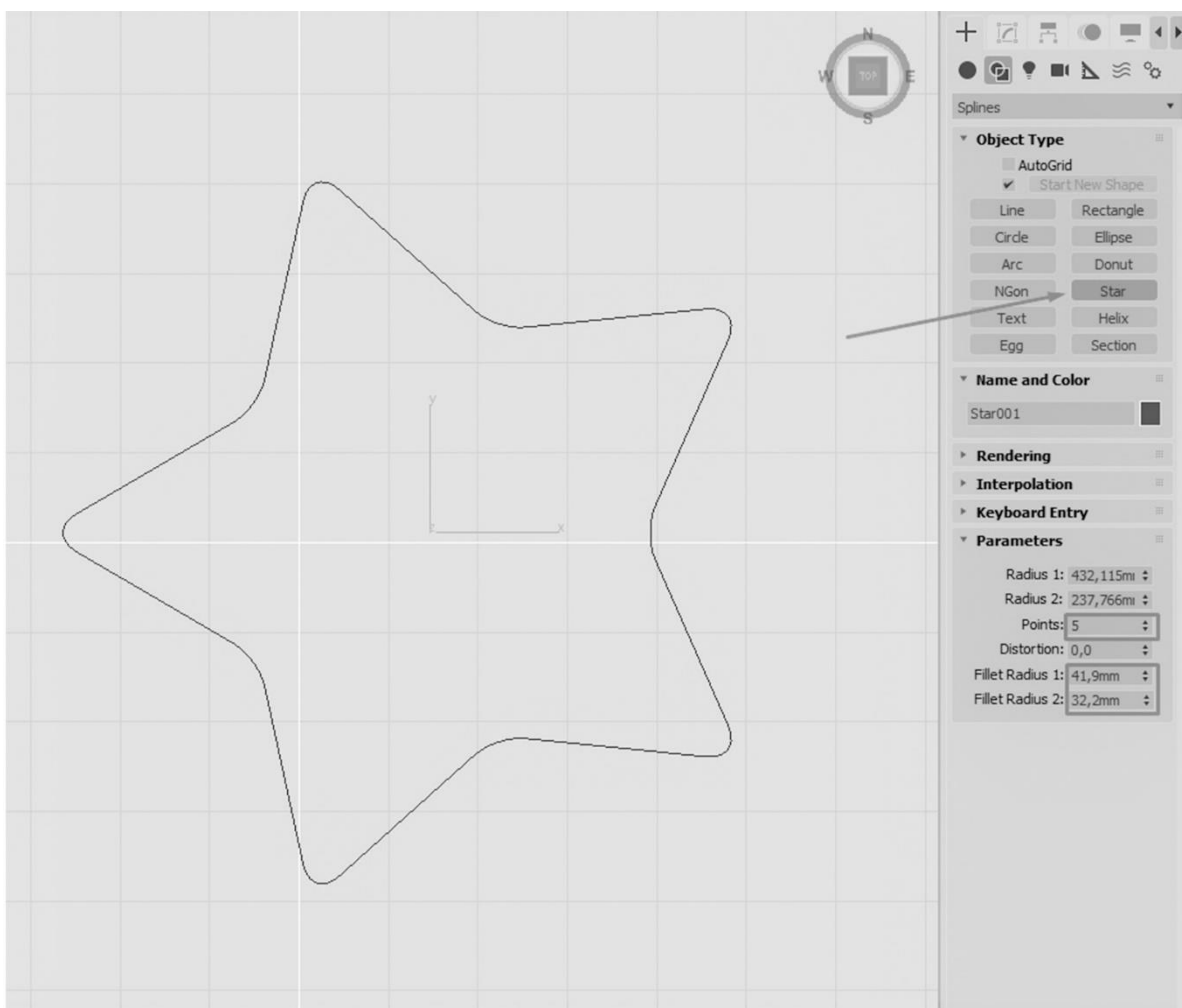 N
W TOP E
S
Splines
Object Type
AutoGrid
Start New Shape
Line Rectangle
Circle Ellipse
Arc Donut
NGon Star
Text Helix
Egg Section
Name and Color
Star001
Rendering
Interpolation
Keyboard Entry
Parameters
Radius 1: 432,115m
Radius 2: 237,766m
Points: 5
Distortion: 0,0
Fillet Radius 1: 41,9mm
Fillet Radius 2: 32,2mm
y
z x